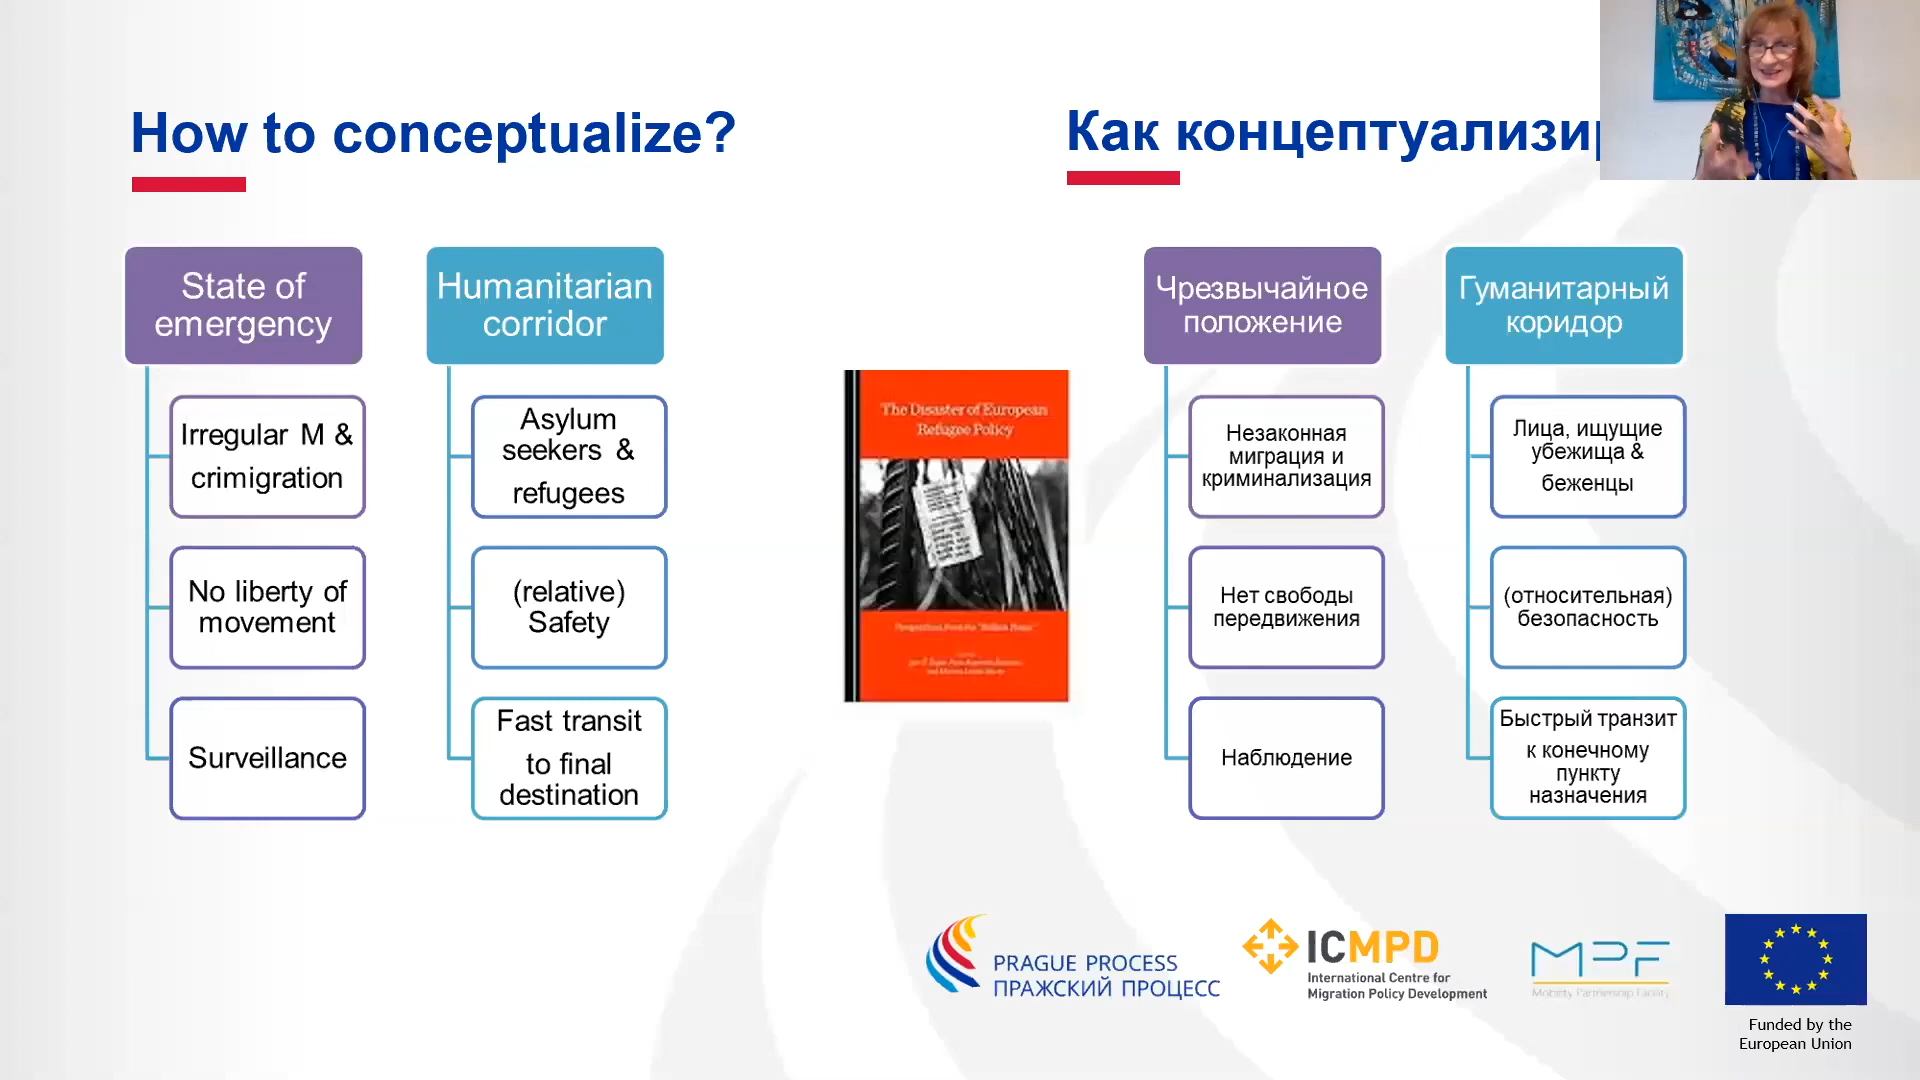 How to conceptualize?
State of
emergency
Irregular M &
crimigration
No liberty of
movement
Surveillance
Humanitarian
corridor
Asylum
seekers &
refugees
(relative)
Safety
Fast transit
to final
destination
The Disaster of European
Refugee Policy
Как концептуализи
Чрезвычайное
положение
Незаконная
миграция и
криминализация
Нет свободы
передвижения
Наблюдение
Гуманитарный
коридор
Лица, ищущие
убежища &
беженцы
(относительная)
безопасность
Быстрый транзит
к конечному
пункту
назначения
PRAGUE PROCESS
ПРАЖСКИЙ ПРОЦЕСС
ICMPD
International Centre for
Migration Policy Development
MPF
Mobility Partnership Facility
Funded by the
European Union